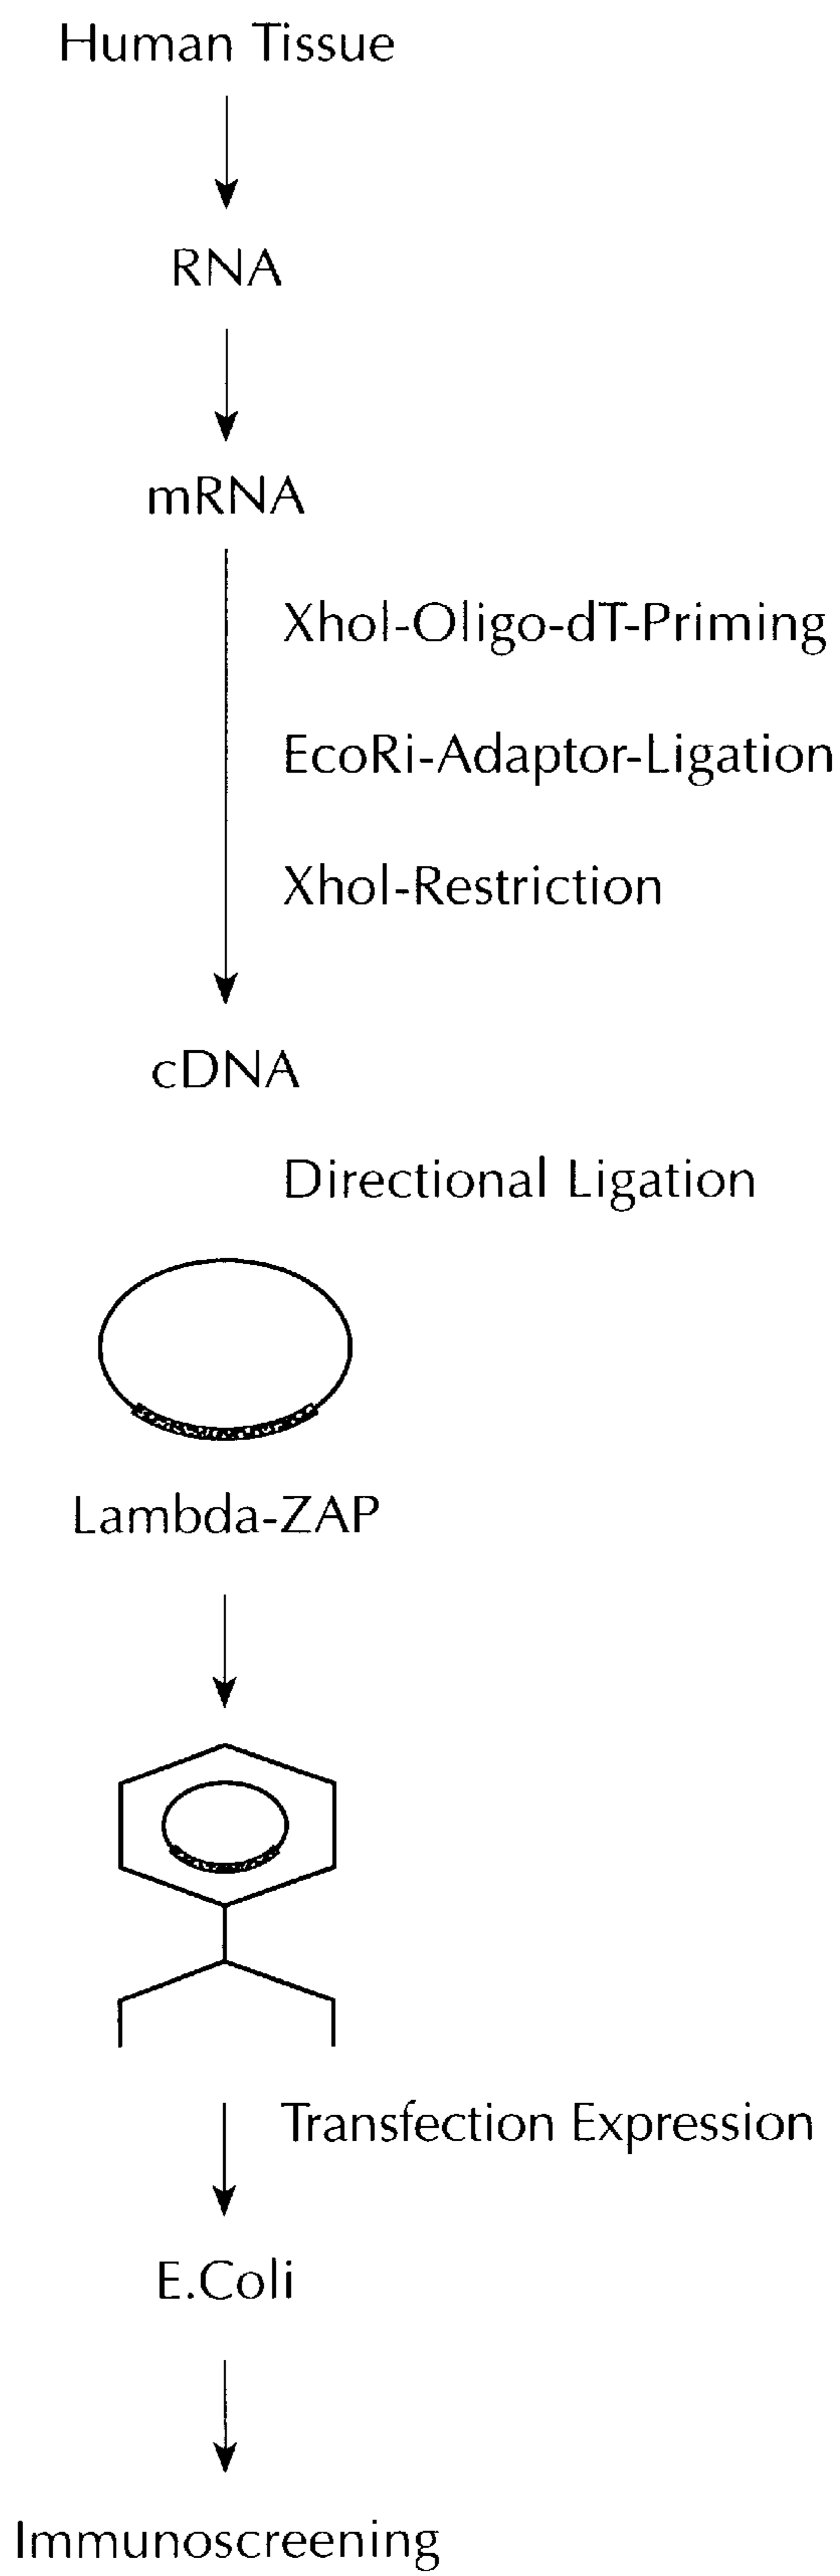 Human Tissue
RNA
mRNA
XhoI-Oligo-dT-Priming
EcoRi-Adaptor-Ligation
XhoI-Restriction
cDNA
Directional Ligation
Lambda-ZAP
Transfection Expression
E.Coli
Immunoscreening